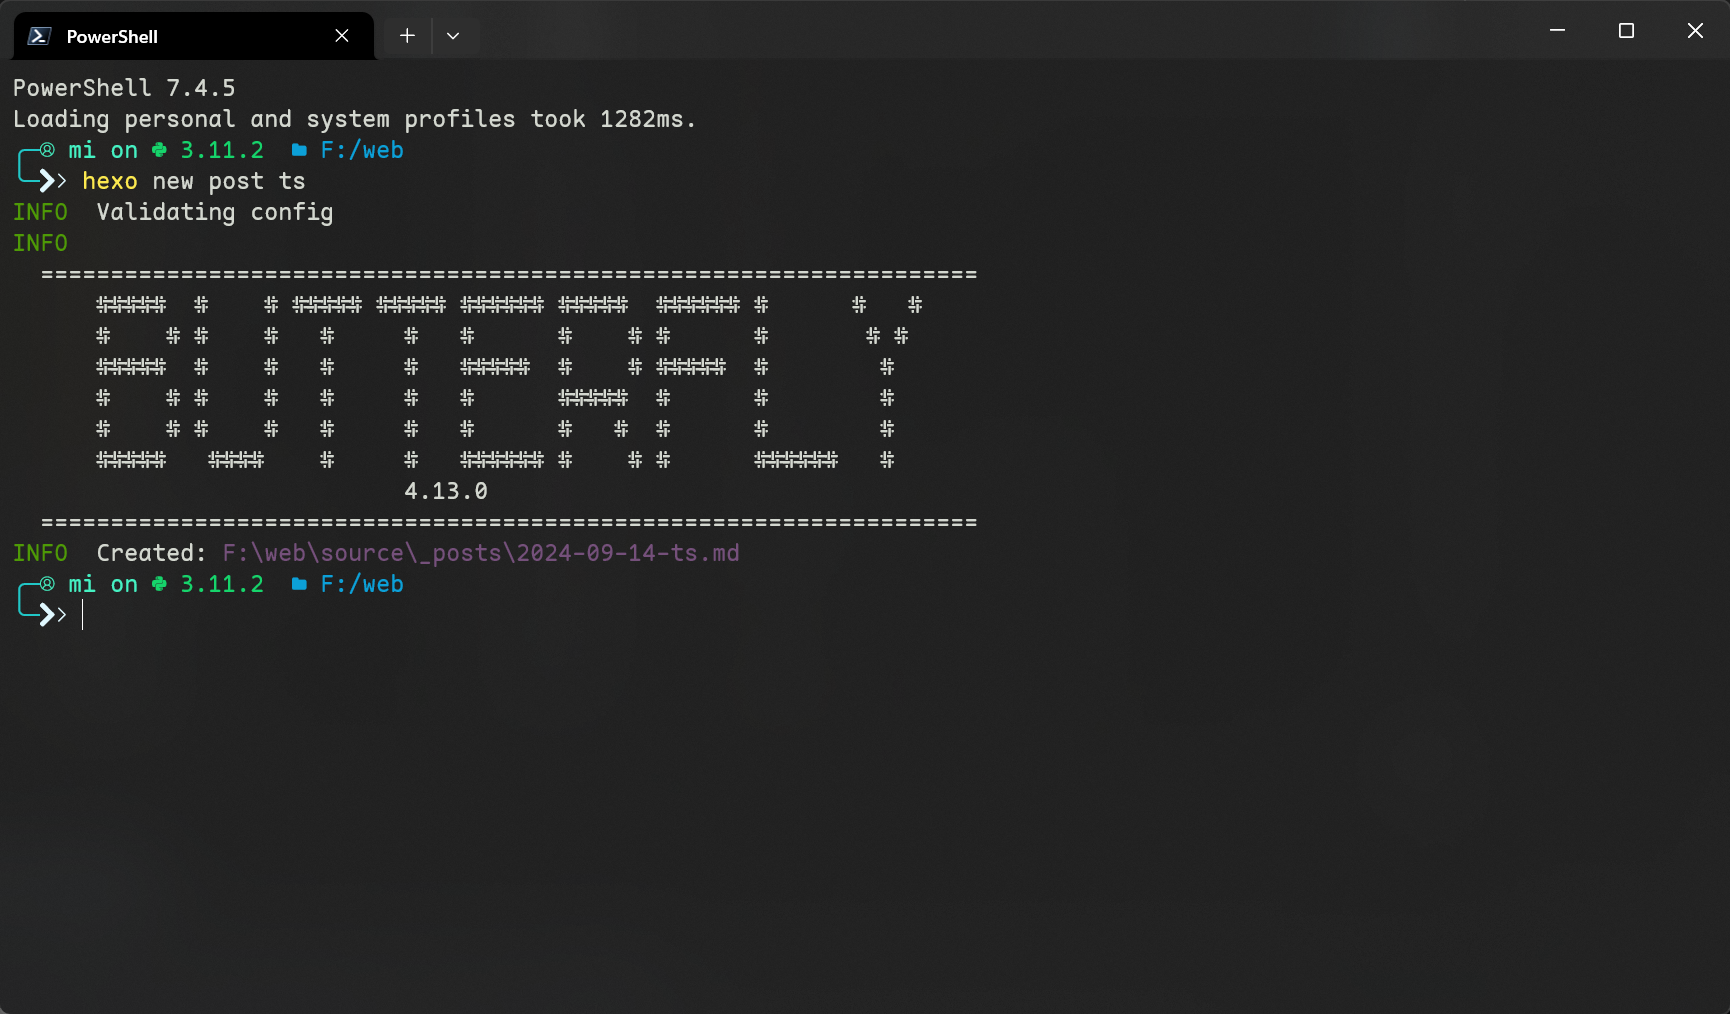 PowerShell
PowerShell 7.4.5
Loading personal and system profiles took 1282ms.
mi on 3.11.2 F:/web
hexo new post ts
INFO  Validating config
INFO
===================================================================
    #####  #    # ##### ##### ###### #####  ###### #      #   #
    #    # #    #   #     #   #      #    # #      #       # #
    #####  #    #   #     #   #####  #    # #####  #        #
    #    # #    #   #     #   #      #####  #      #        #
    #    # #    #   #     #   #      #   #  #      #        #
    #####   ####    #     #   ###### #    # #      ######   #
4.13.0
===================================================================
INFO  Created: F:\web\source\_posts\2024-09-14-ts.md
mi on 3.11.2 F:/web